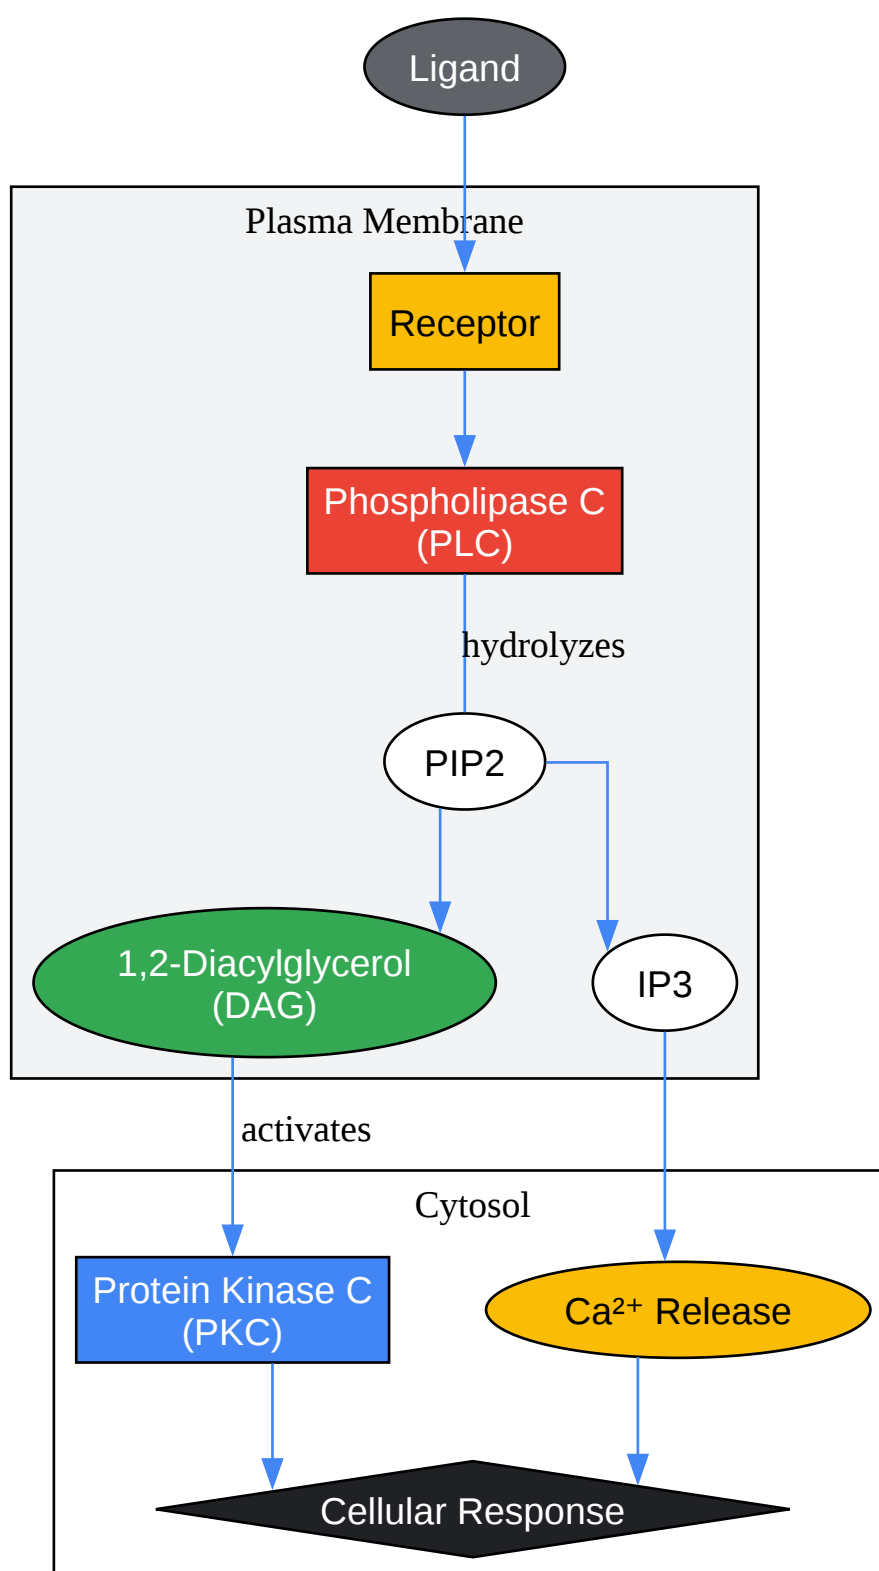 Ligand
Plasma Membrane
Receptor
Phospholipase C
(PLC)
hydrolyzes
PIP2
1,2-Diacylglycerol
(DAG)
IP3
activates
Cytosol
Protein Kinase C
(PKC)
Ca²⁺ Release
Cellular Response